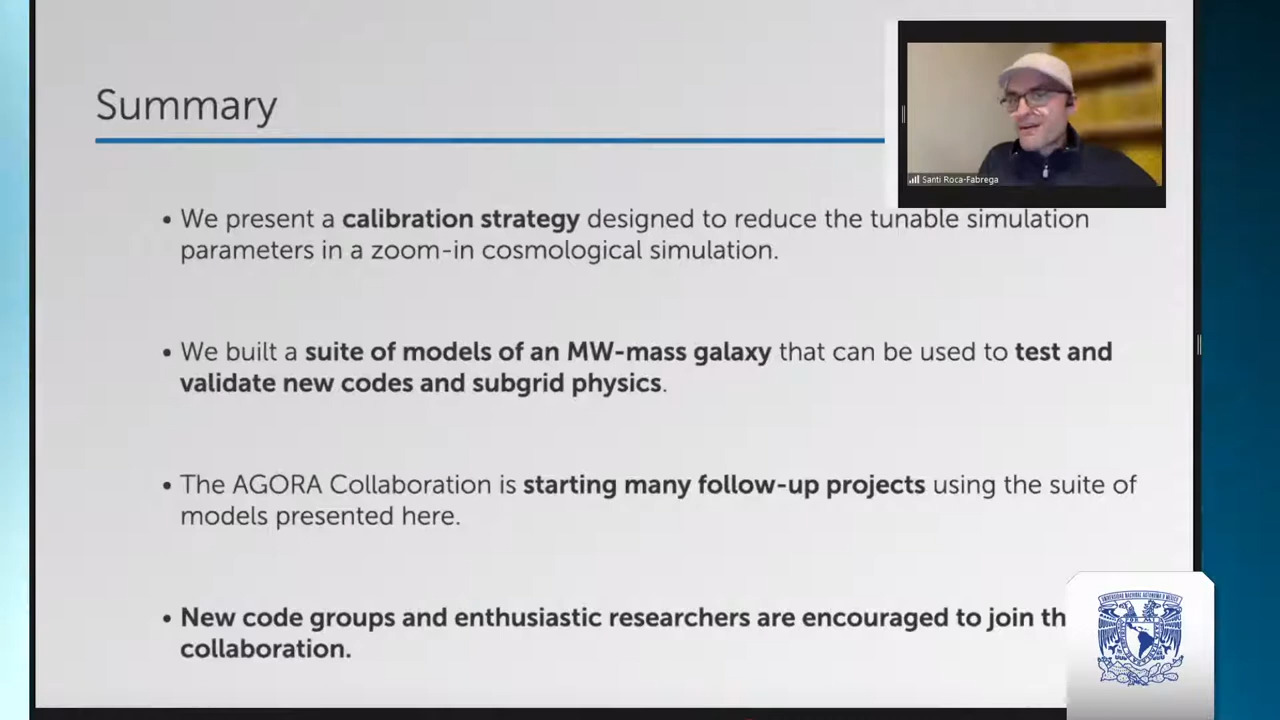 Summary
Santi Roca-Fabrega
• We present a calibration strategy designed to reduce the tunable simulation
parameters in a zoom-in cosmological simulation.
• We built a suite of models of an MW-mass galaxy that can be used to test and
validate new codes and subgrid physics.
• The AGORA Collaboration is starting many follow-up projects using the suite of
models presented here.
• New code groups and enthusiastic researchers are encouraged to join th
collaboration.